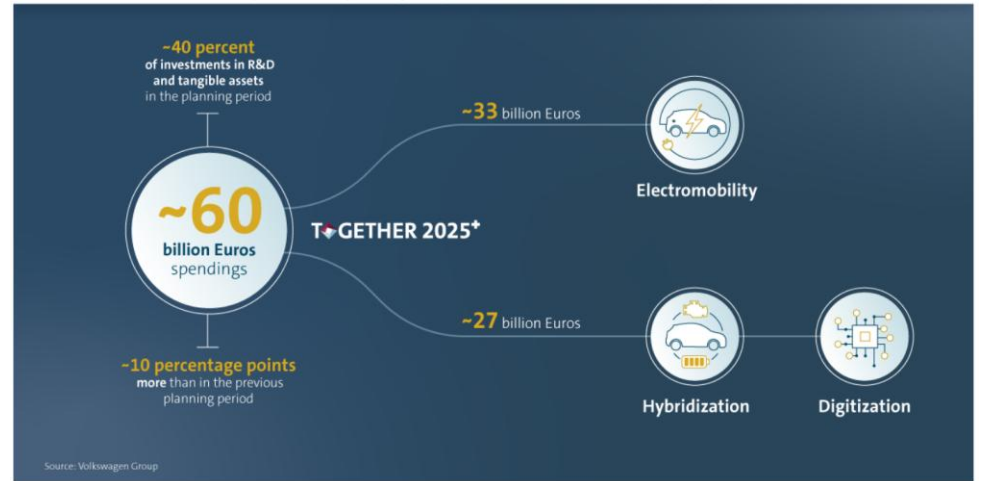 ~40 percent
of investments in R&D
and tangible assets
in the planning period
~60
billion Euros
spendings
~10 percentage points
more than in the previous
planning period
TOGETHER 2025+
~33 billion Euros
Electromobility
~27 billion Euros
Hybridization
Digitization
Source: Volkswagen Group